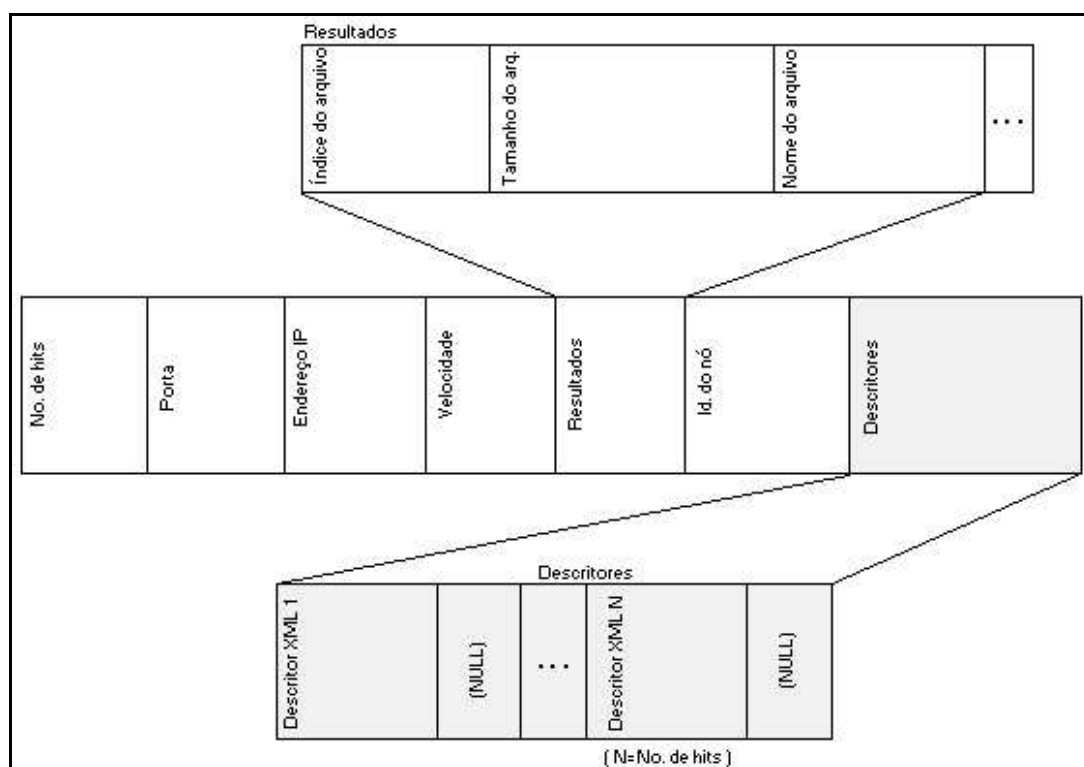 Resultados
Índice do arquivo
Tamanho do arq.
Nome do arquivo
...
No. de hits
Porta
Endereço IP
Velocidade
Resultados
Id. do nó
Descritores
Descritores
Descritor XML 1
(NULL)
...
Descritor XML N
(NULL)
( N=No. de hits )